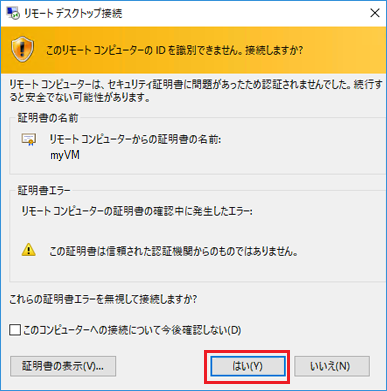 リモート デスクトップ接続
このリモート コンピューターの ID を識別できません。接続しますか?
リモート コンピューターは、セキュリティ証明書に問題があったため認証されませんでした。続行す
ると安全でない可能性があります。
証明書の名前
リモート コンピューターからの証明書の名前:
myVM
証明書エラー
リモート コンピューターの証明書の確認中に発生したエラー:
この証明書は信頼された認証機関からのものではありません。
これらの証明書エラーを無視して接続しますか?
このコンピューターへの接続について今後確認しない(D)
証明書の表示(V)...
はい(Y)
いいえ(N)